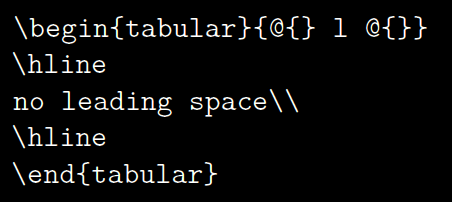 \begin{tabular}{@{} l @{}}
\hline
no leading space\\
\hline
\end{tabular}